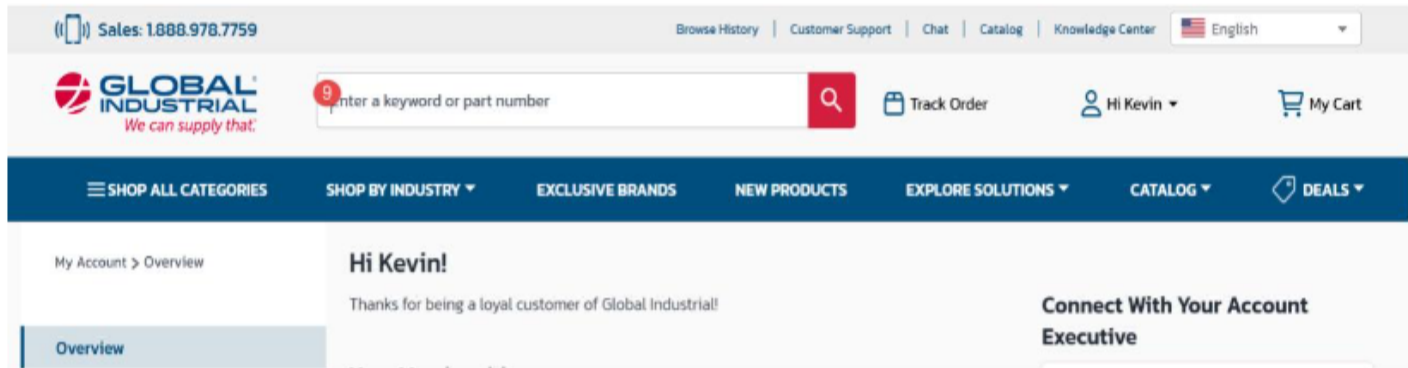 Sales: 1.888.978.7759
Browse History | Customer Support | Chat | Catalog | Knowledge Center
English
GLOBAL
INDUSTRIAL
We can supply that.
9
Enter a keyword or part number
Track Order
Hi Kevin
My Cart
SHOP ALL CATEGORIES
SHOP BY INDUSTRY
EXCLUSIVE BRANDS
NEW PRODUCTS
EXPLORE SOLUTIONS
CATALOG
DEALS
My Account > Overview
Overview
Hi Kevin!
Thanks for being a loyal customer of Global Industrial!
Connect With Your Account
Executive